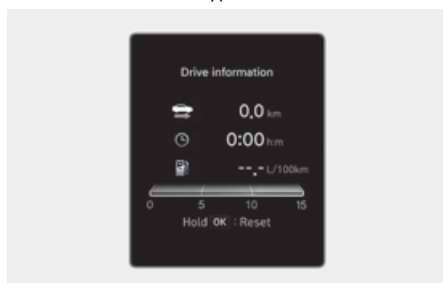 Drive information
0.0 km
0:00 h:m
--.- L/100km
0 5 10 15
Hold OK : Reset